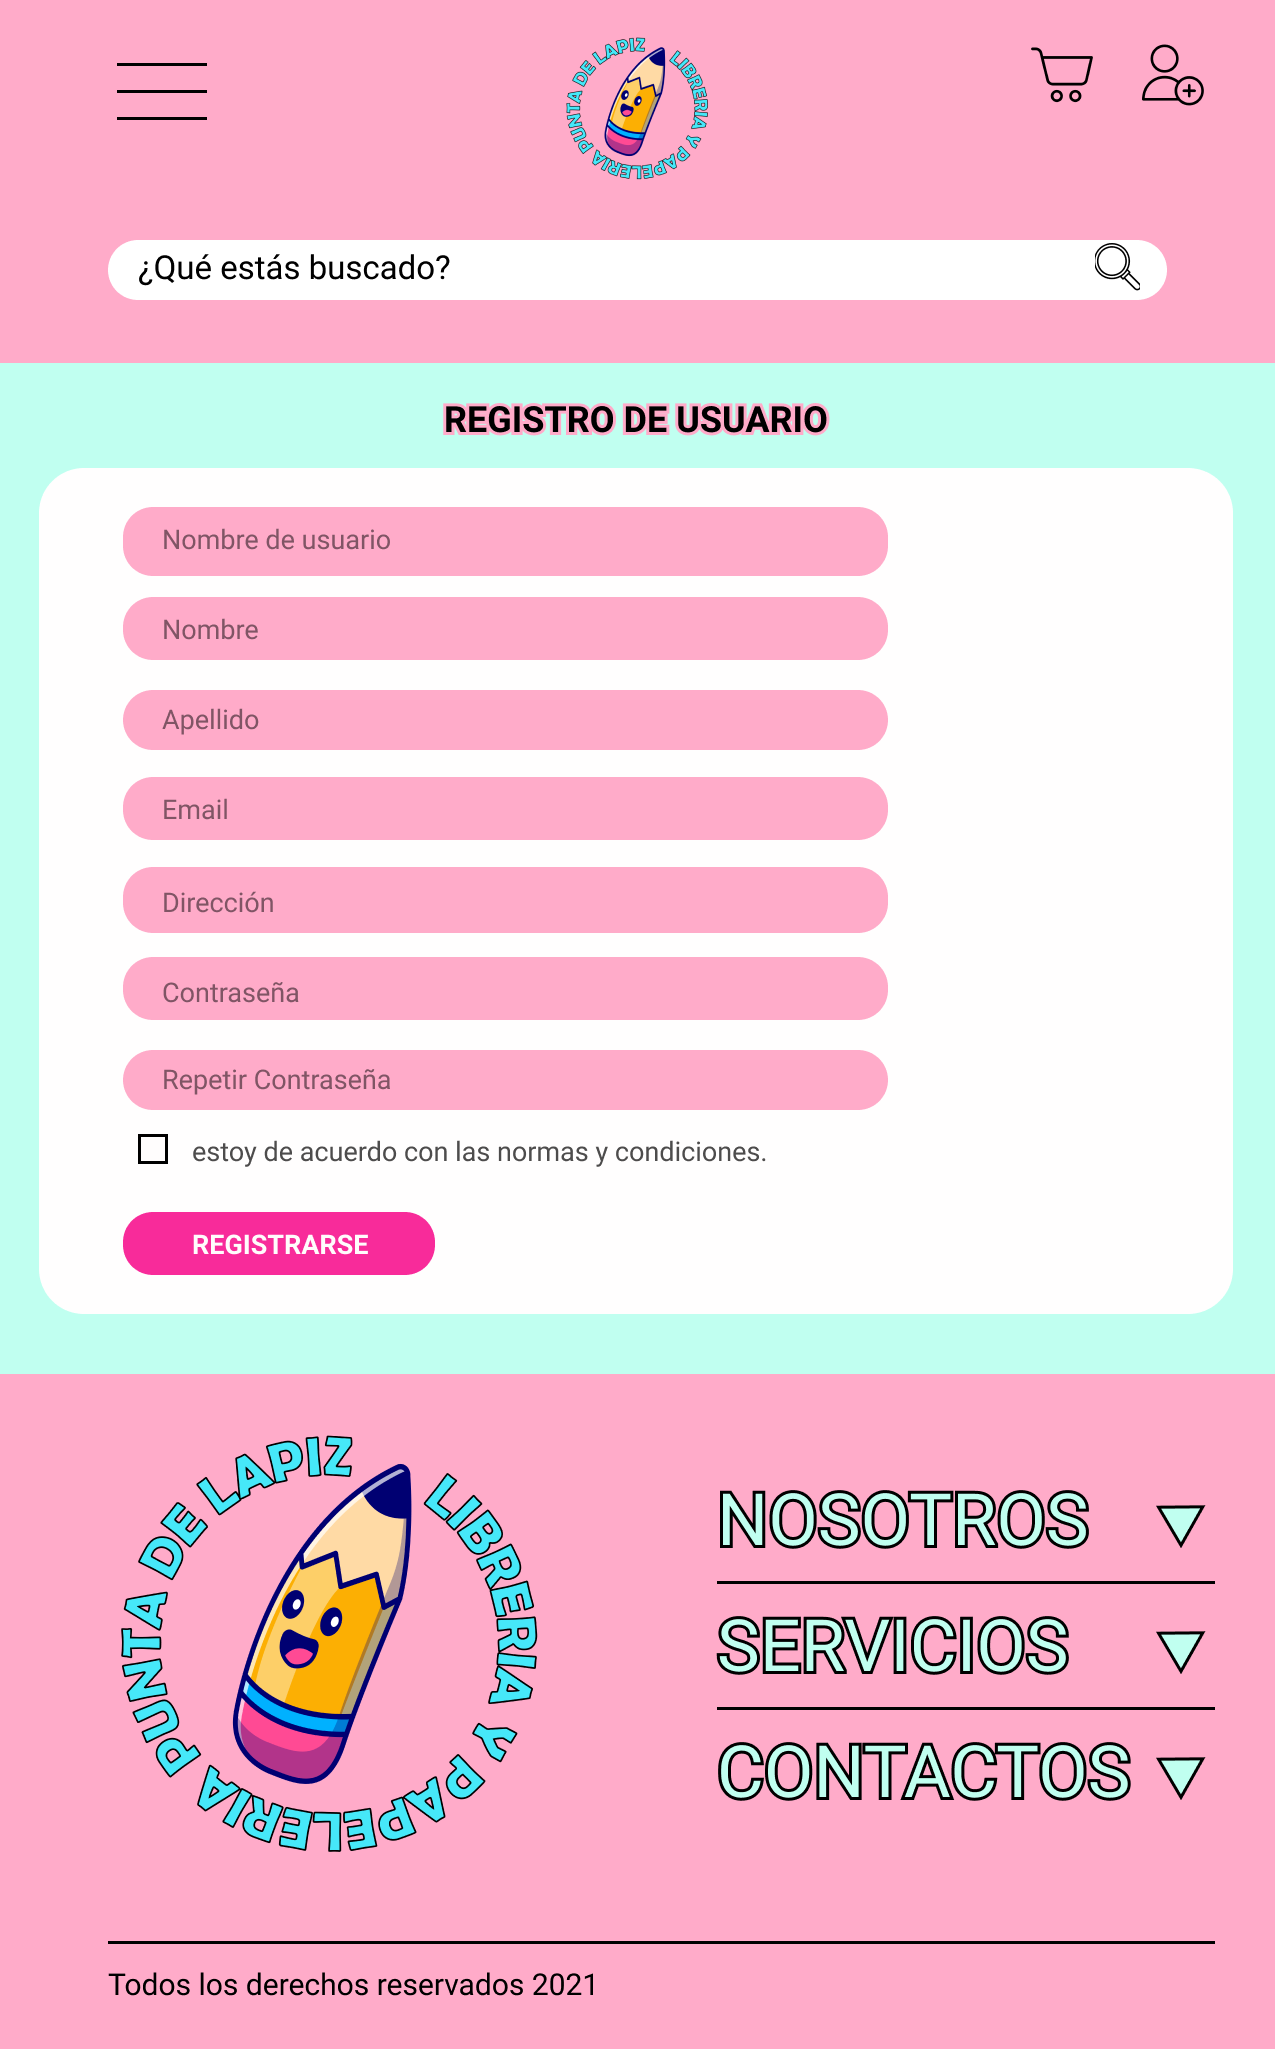 LIBRERIA Y PAPELERIA PUNTA DE LAPIZ
¿Qué estás buscado?
REGISTRO DE USUARIO
Nombre de usuario
Nombre
Apellido
Email
Dirección
Contraseña
Repetir Contraseña
estoy de acuerdo con las normas y condiciones.
REGISTRARSE
LIBRERIA Y PAPELERIA PUNTA DE LAPIZ
NOSOTROS
SERVICIOS
CONTACTOS
Todos los derechos reservados 2021